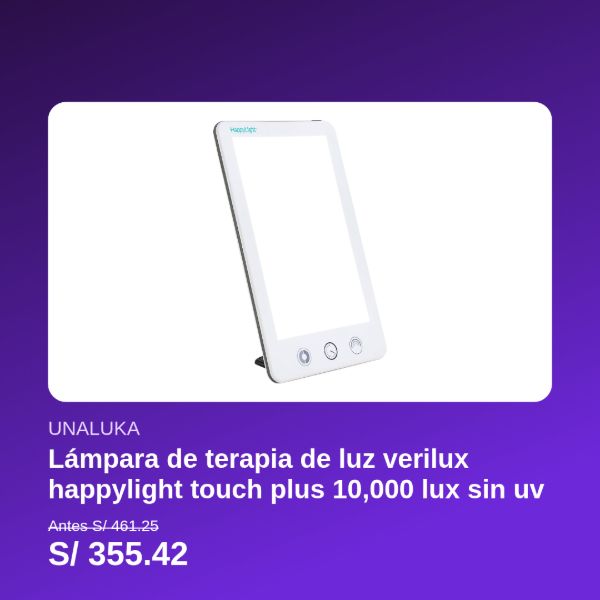 HappyLight
UNALUKA
Lámpara de terapia de luz verilux
happylight touch plus 10,000 lux sin uv
Antes S/ 461.25
S/ 355.42